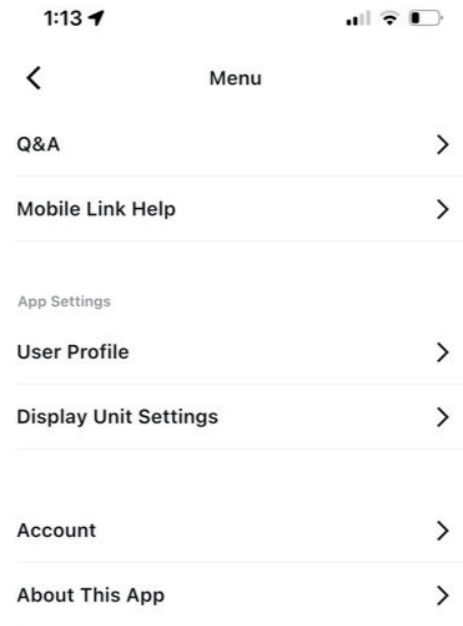 1:13
Menu
Q&A
Mobile Link Help
App Settings
User Profile
Display Unit Settings
Account
About This App